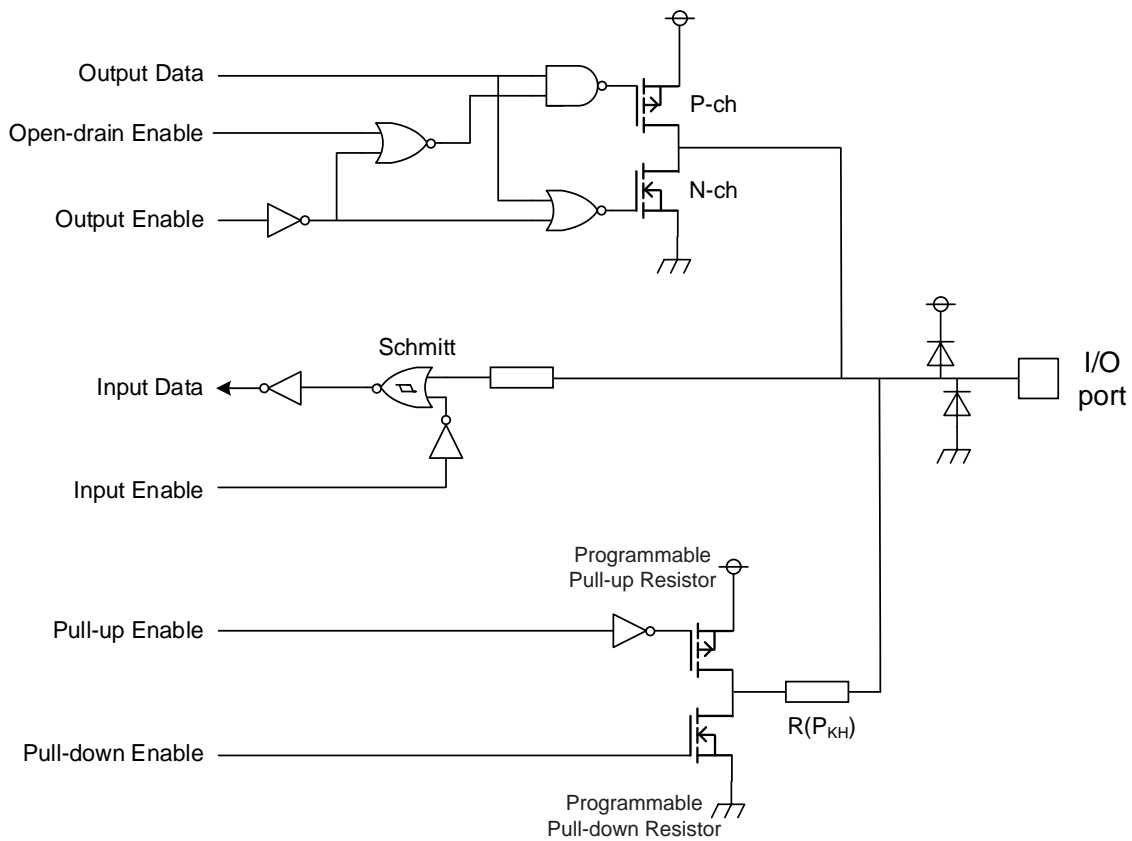 Output Data
P-ch
Open-drain Enable
N-ch
Output Enable
Schmitt
Input Data
I/O
port
Input Enable
Programmable
Pull-up Resistor
Pull-up Enable
R(PKH)
Pull-down Enable
Programmable
Pull-down Resistor